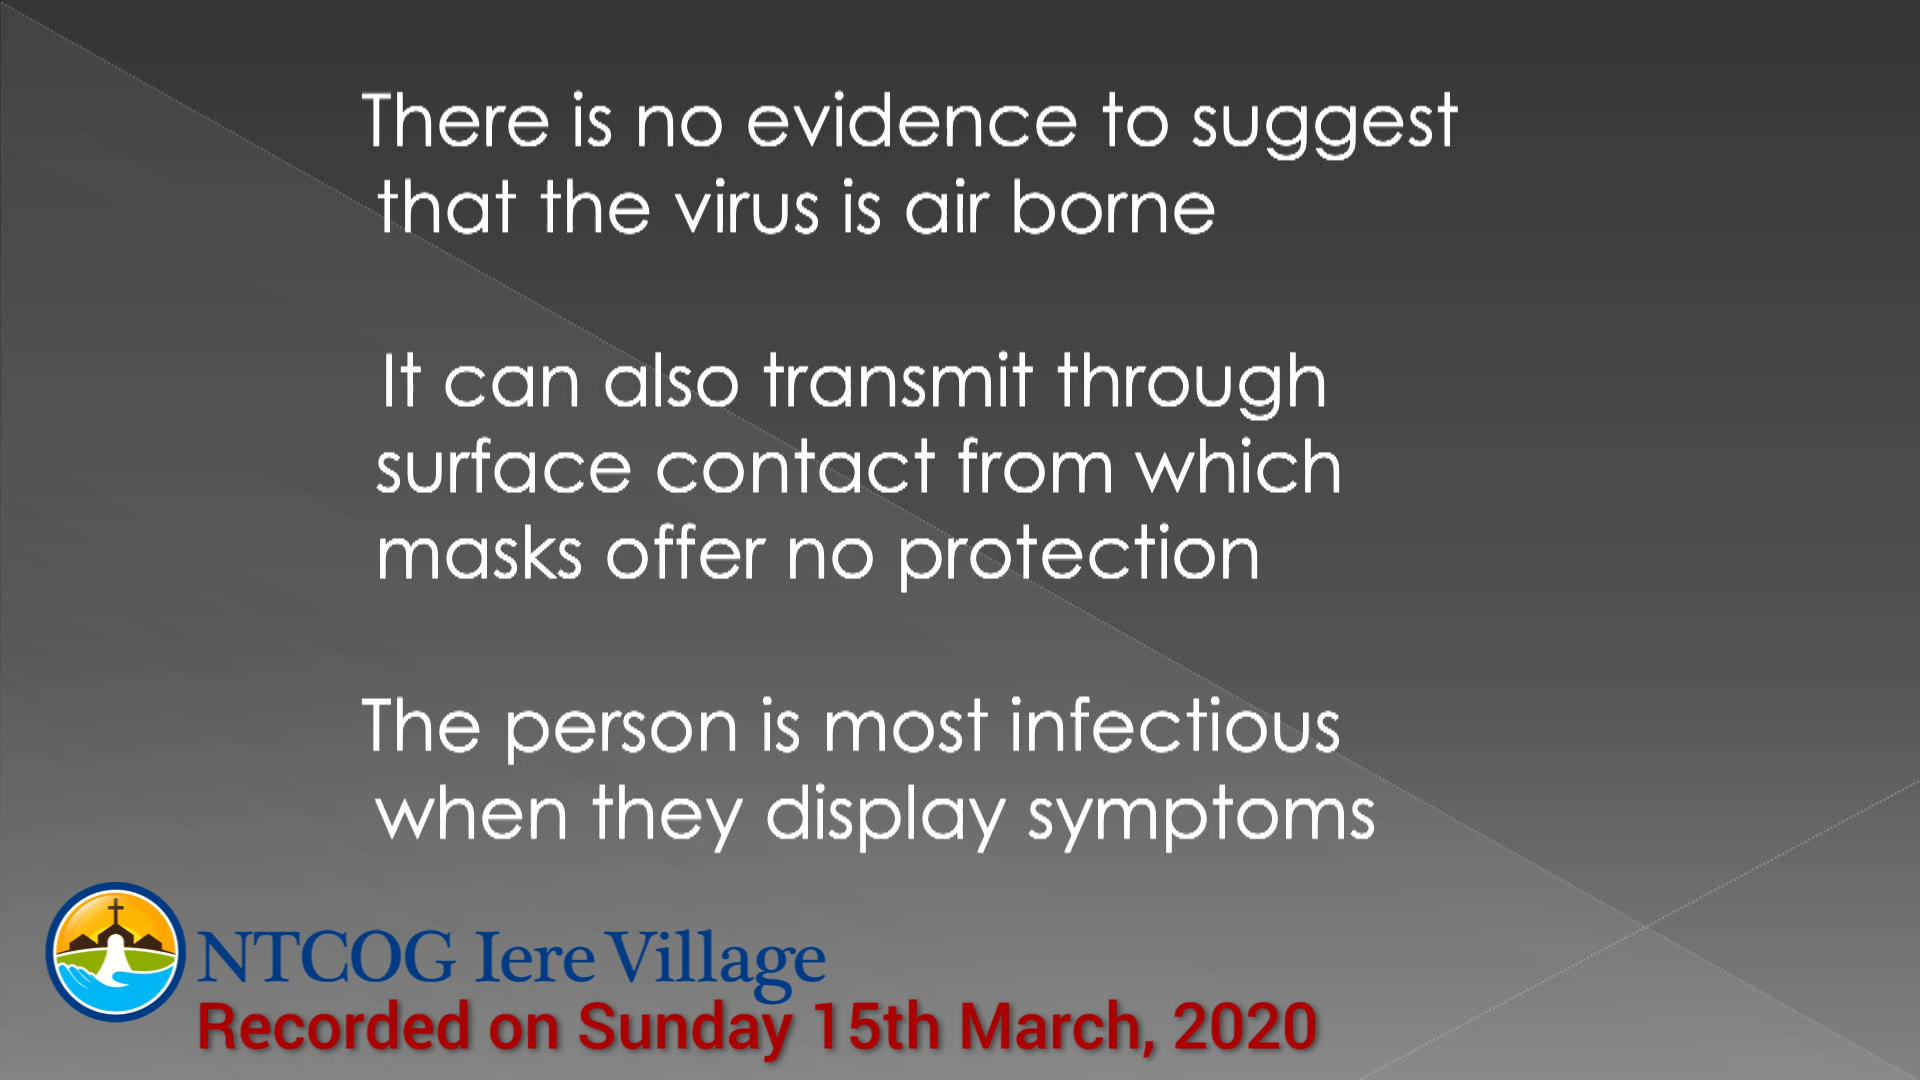 There is no evidence to suggest
that the virus is air borne
It can also transmit through
surface contact from which
masks offer no protection
The person is most infectious
when they display symptoms
NTCOG Iere Village
Recorded on Sunday 15th March, 2020